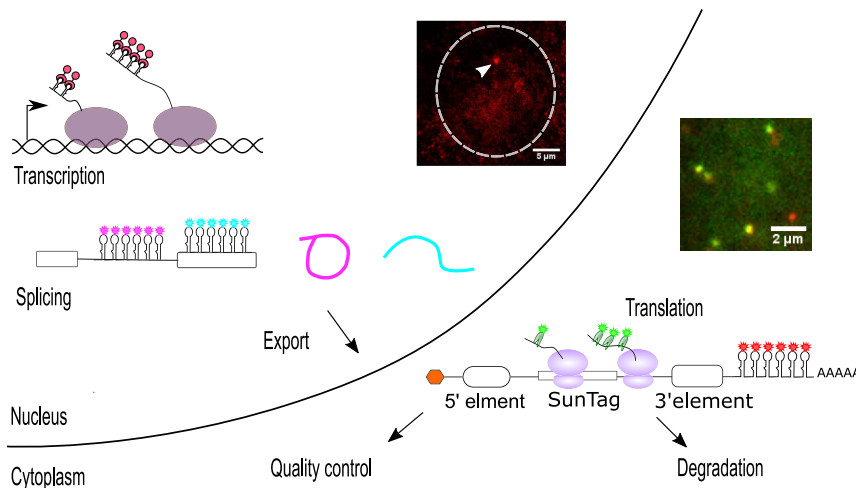 5 µm
Transcription
2 µm
Splicing
Translation
Export
AAAAA
5' elment
SunTag
3'element
Nucleus
Quality control
Degradation
Cytoplasm